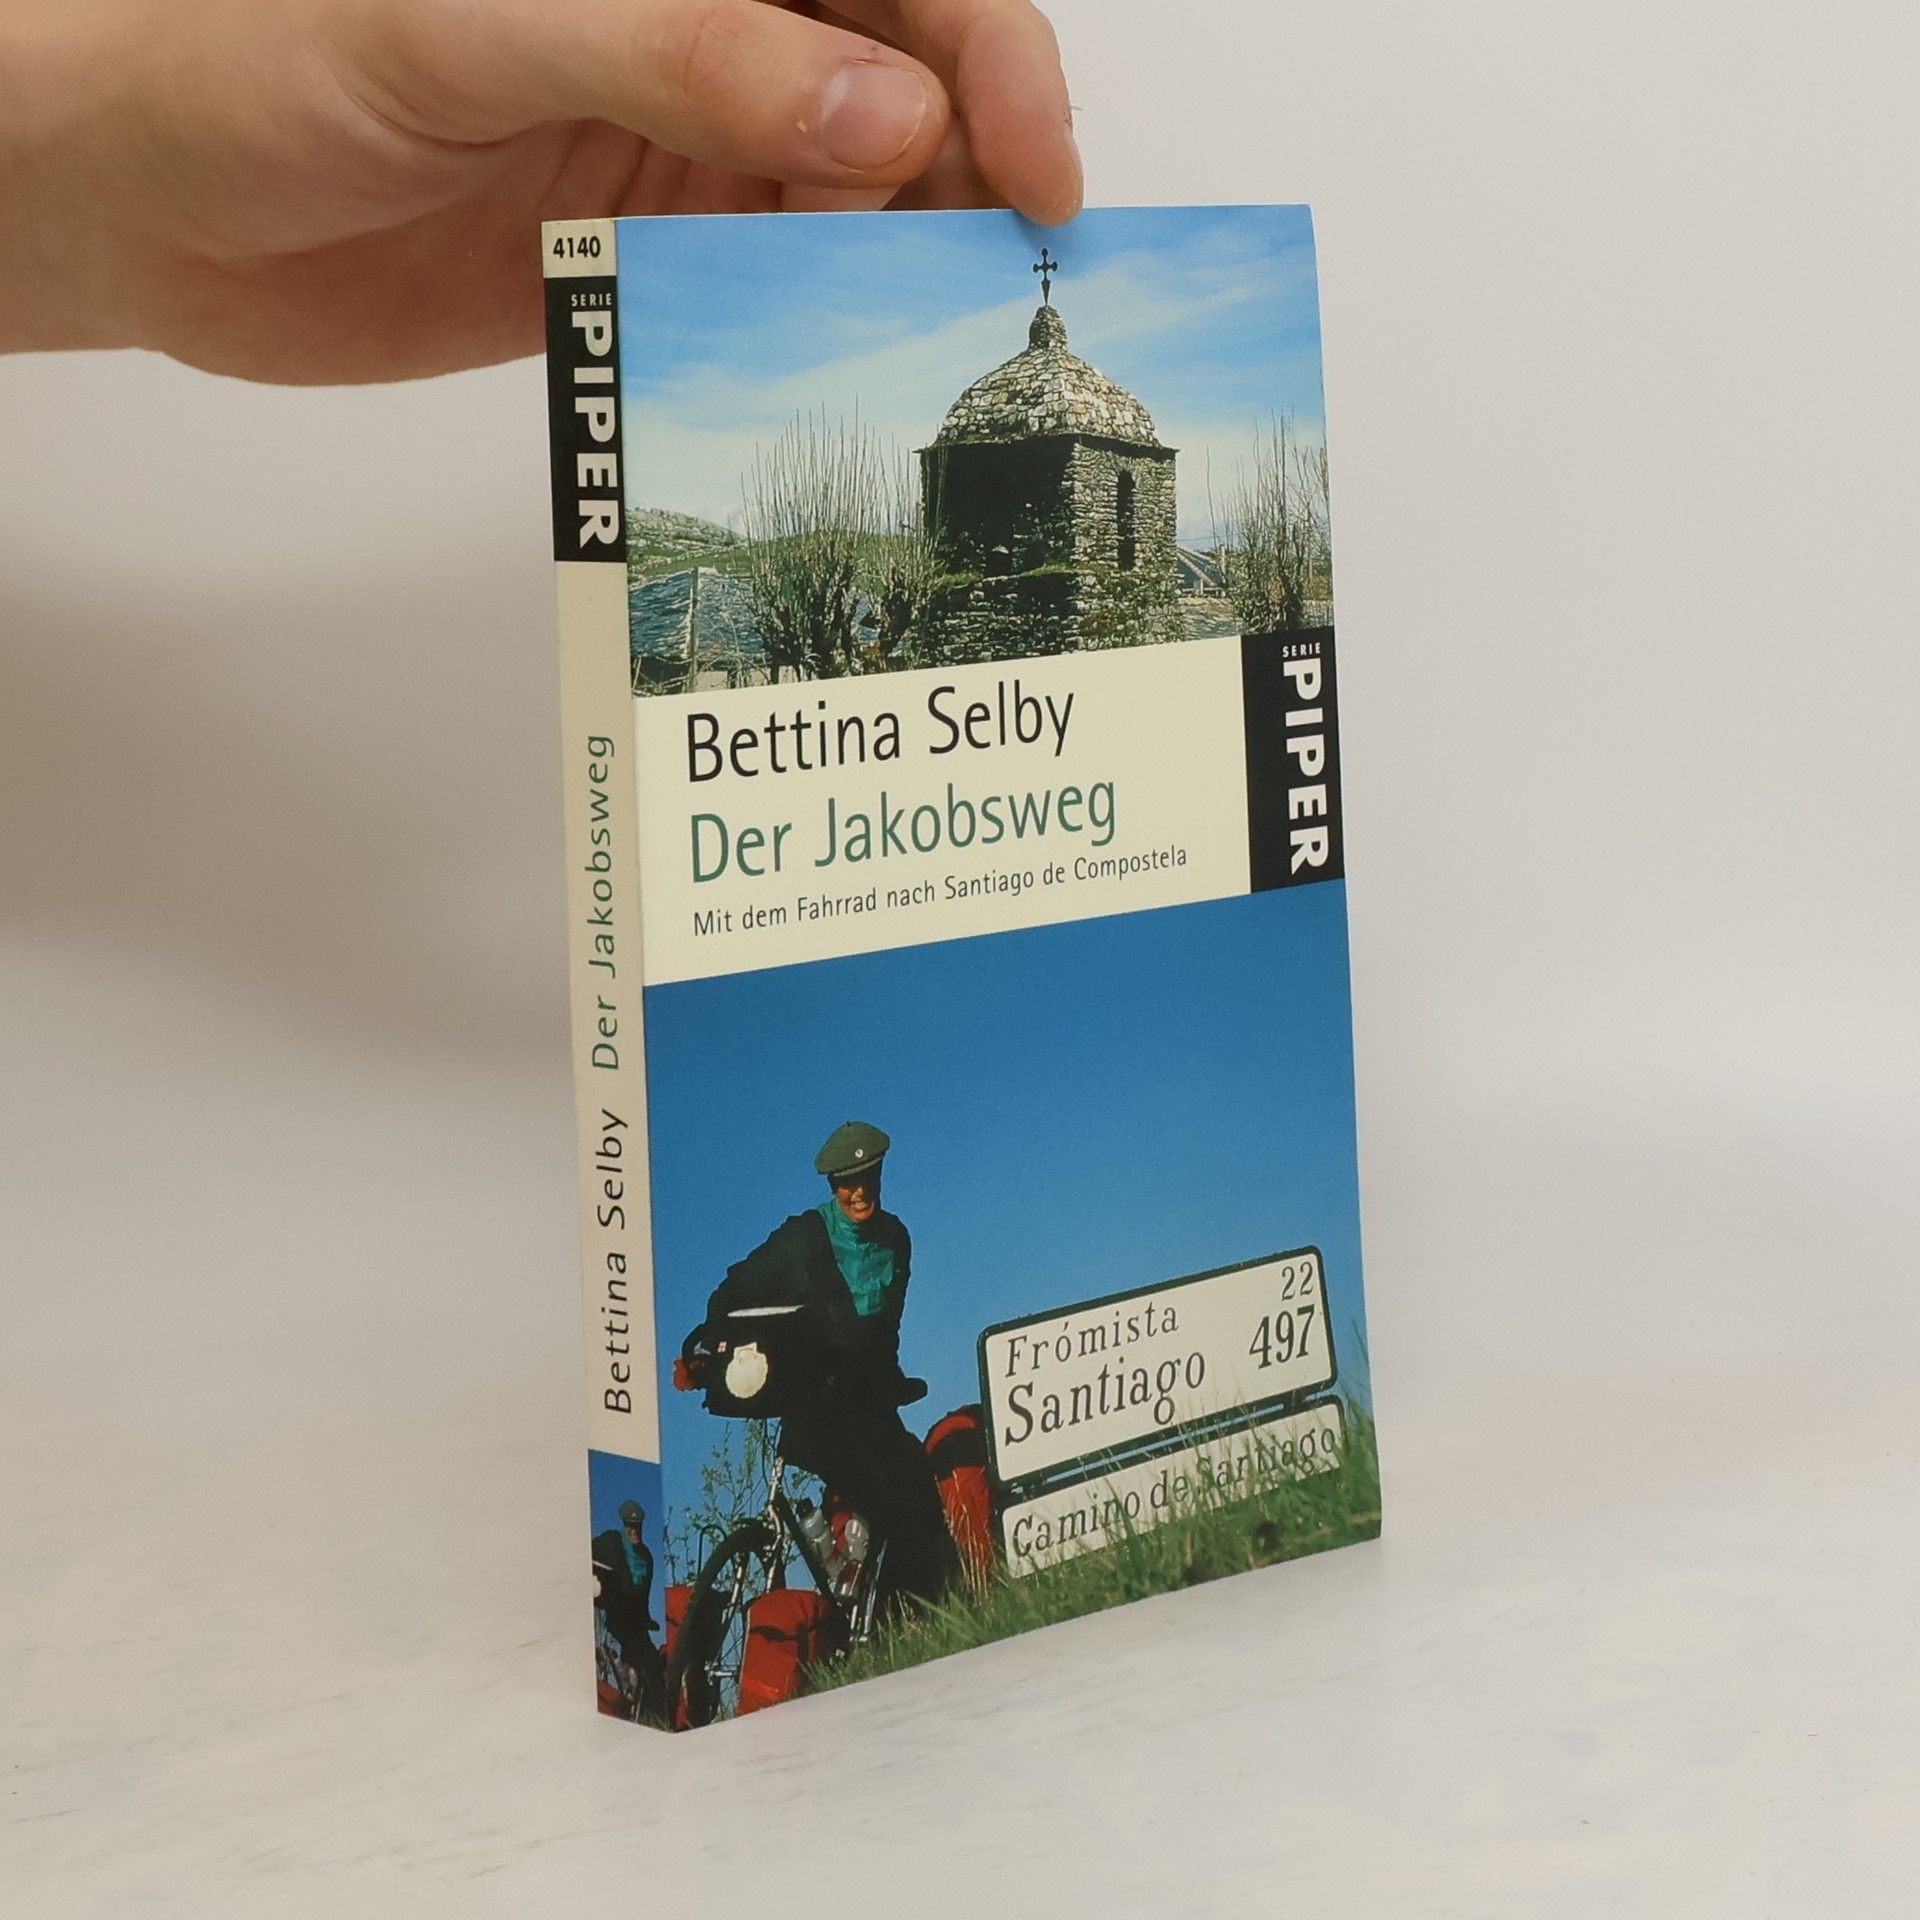 4140
SERIE
PIPER
Bettina Selby Der Jakobsweg
Bettina Selby
Der Jakobsweg
Mit dem Fahrrad nach Santiago de Compostela
SERIE
PIPER
Frómista 22
Santiago 497
Camino de Santiago